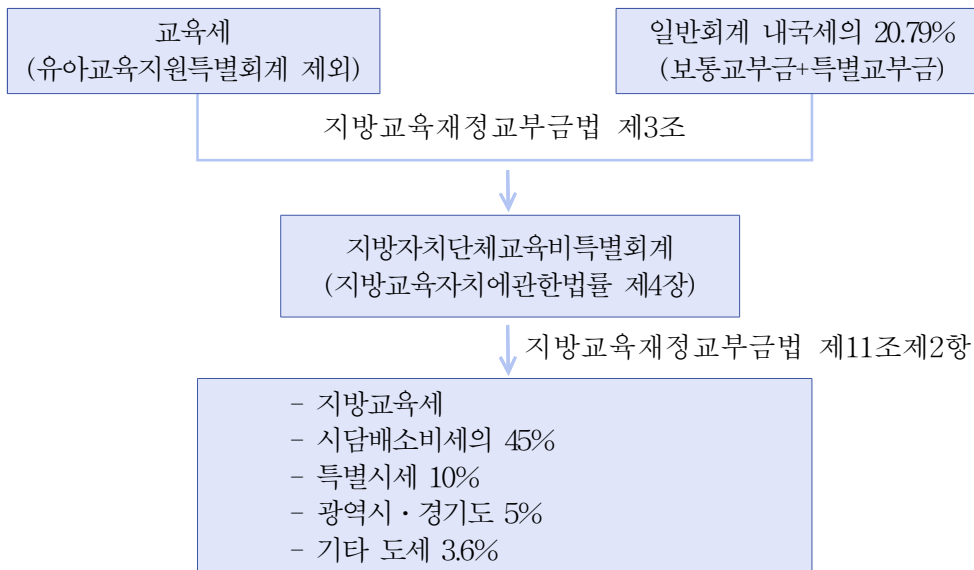 교육세
(유아교육지원특별회계 제외)
일반회계 내국세의 20.79%
(보통교부금+특별교부금)
지방교육재정교부금법 제3조
지방자치단체교육비특별회계
(지방교육자치에관한법률 제4장)
지방교육재정교부금법 제11조제2항
- 지방교육세
- 시담배소비세의 45%
- 특별시세 10%
- 광역시·경기도 5%
- 기타 도세 3.6%